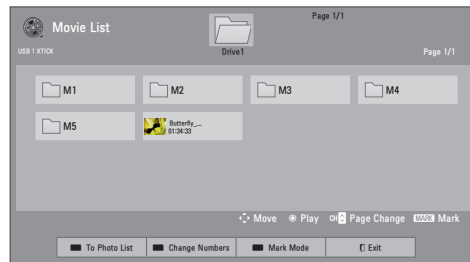 Page 1/1
Movie List
USB 1 XTICK
Drive1
Page 1/1
M1
M2
M3
M4
M5
Butterfly_...
01:34:33
Move
Play
CH
Page Change
MARK
Mark
To Photo List
Change Numbers
Mark Mode
Exit